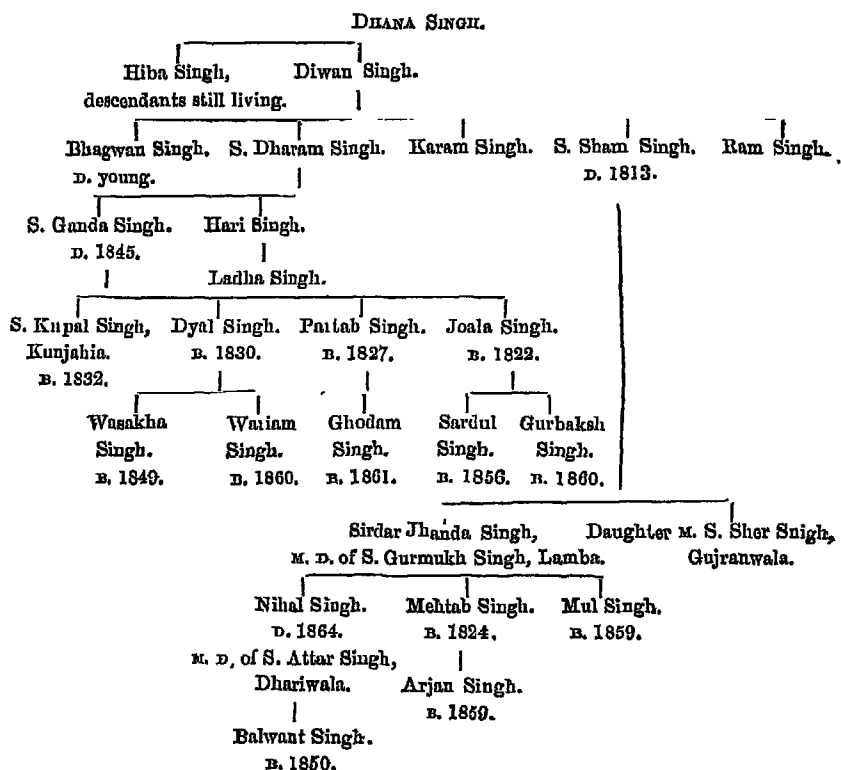 DHANA SINGH.
Hiba Singh, Diwan Singh.
descendants still living.
Bhagwan Singh. S. Dharam Singh. Karam Singh. S. Sham Singh. Ram Singh.
D. young. D. 1813.
S. Ganda Singh. Hari Singh.
D. 1845.
Ladha Singh.
S. Kupal Singh, Dyal Singh. Partab Singh. Joala Singh.
Kunjahia. B. 1830. B. 1827. B. 1822.
B. 1832.
Wasakha Wariam Ghodam Sardul Gurbaksh
Singh. Singh. Singh. Singh. Singh.
B. 1849. B. 1860. B. 1861. B. 1856. B. 1860.
Sirdar Jhanda Singh, Daughter M. S. Sher Snigh,
M. D. of S. Gurmukh Singh, Lamba. Gujranwala.
Nihal Singh. Mehtab Singh. Mul Singh.
D. 1864. B. 1824. B. 1859.
M. D. of S. Attar Singh,
Dhariwala. Arjan Singh.
B. 1859.
Balwant Singh.
B. 1850.